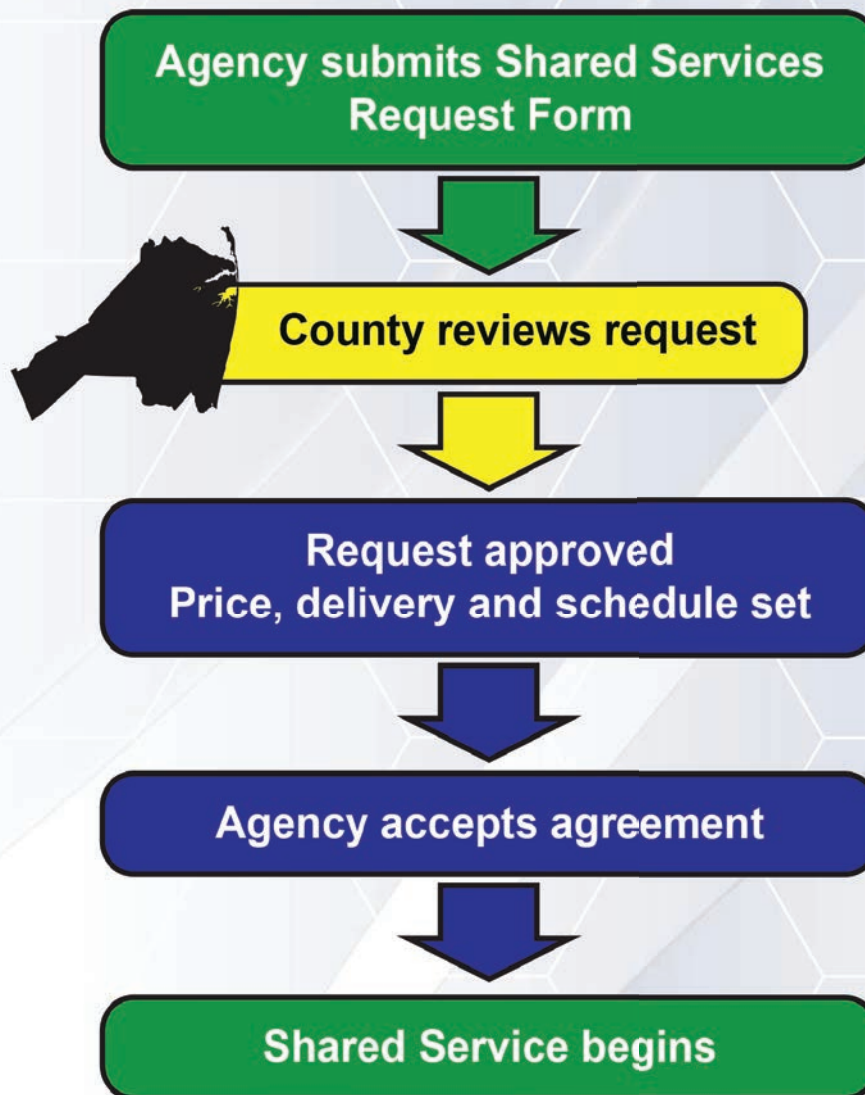 Agency submits Shared Services
Request Form
County reviews request
Request approved
Price, delivery and schedule set
Agency accepts agreement
Shared Service begins